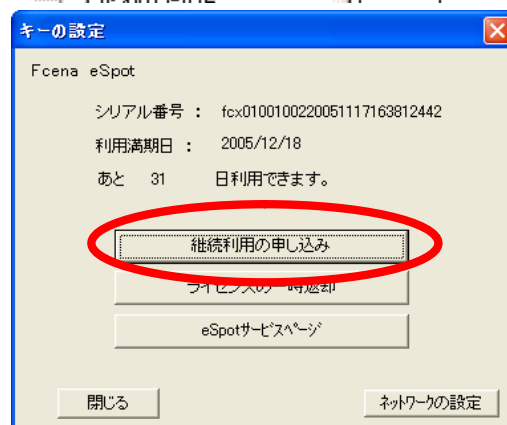 キーの設定
Fcena eSpot
シリアル番号 : fcx0100100220051117163812442
利用満期日 : 2005/12/18
あと 31 日利用できます。
継続利用の申し込み
ライセンスの一時返却
eSpotサービスページ
閉じる ネットワークの設定